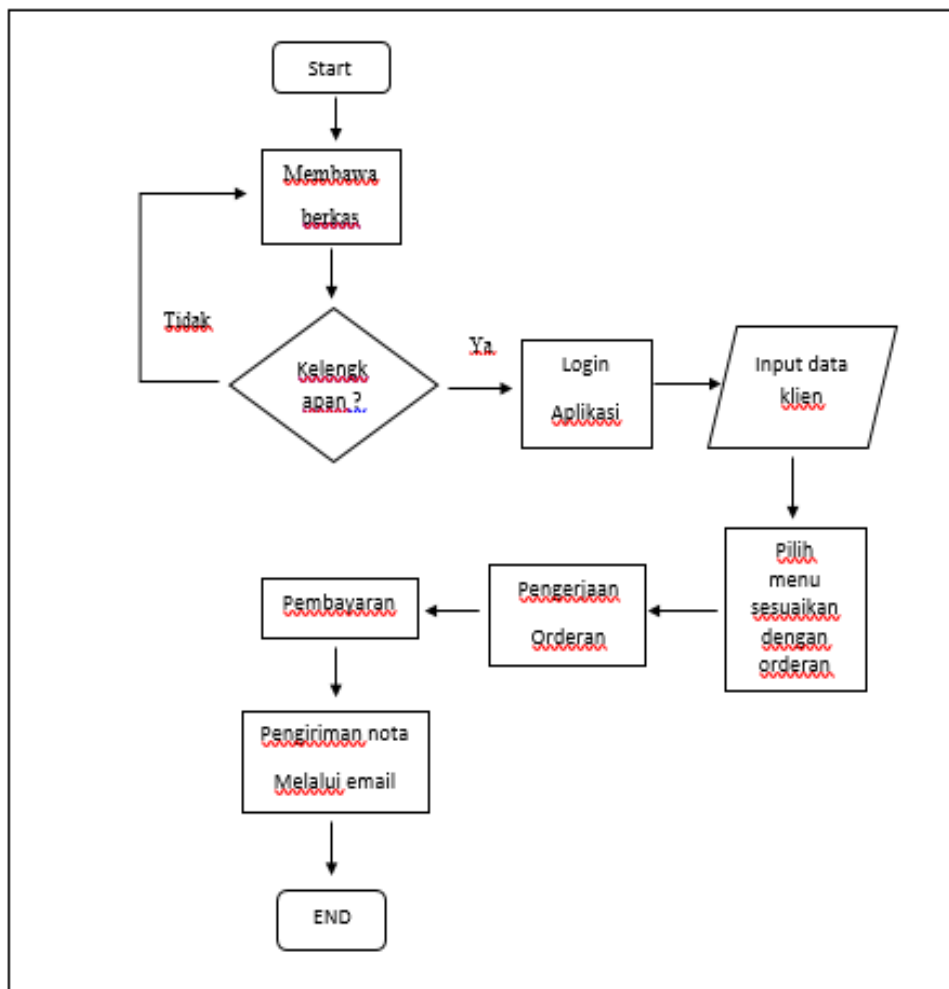 Start
Membawa
berkas
Tidak
Kelengk
apan ?
Ya
Login
Aplikasi
Input data
klien
Pilih
menu
sesuaikan
dengan
orderan
Pengerjaan
Orderan
Pembayaran
Pengiriman nota
Melalui email
END